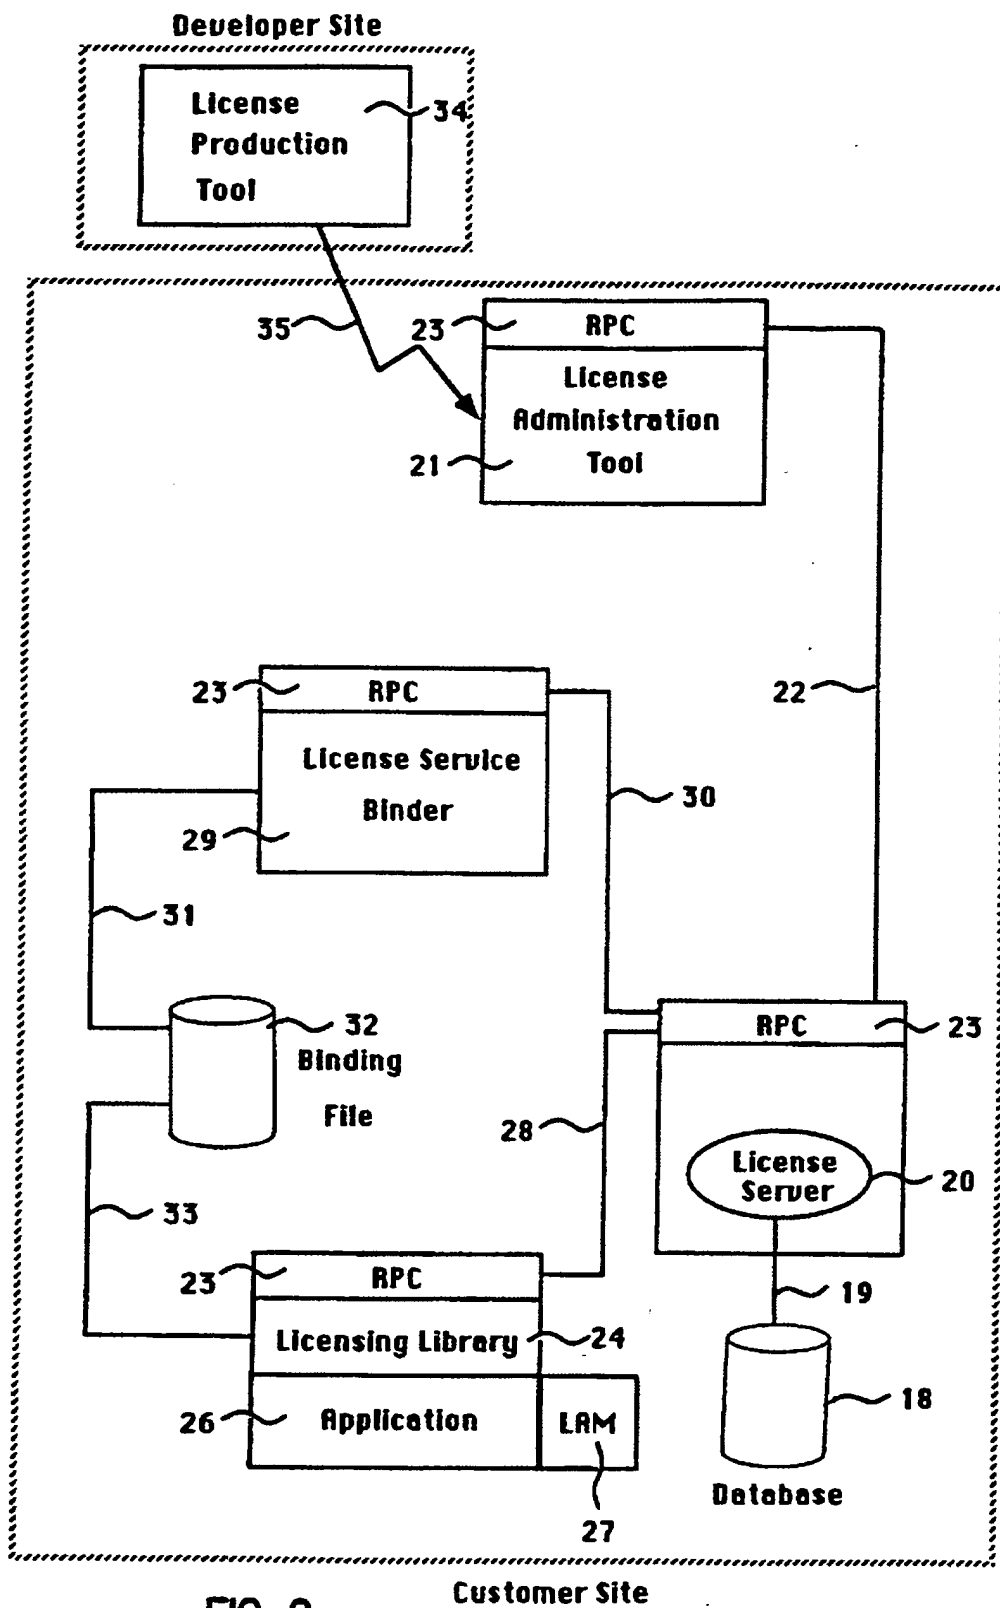 Developer Site
License
Production
Tool
34
35
23
RPC
License
Administration
Tool
21
22
23
RPC
License Service
Binder
29
30
31
32
Binding
File
RPC
23
28
License
Server
20
33
19
23
RPC
Licensing Library
24
26
Application
LAM
27
18
Database
Customer Site